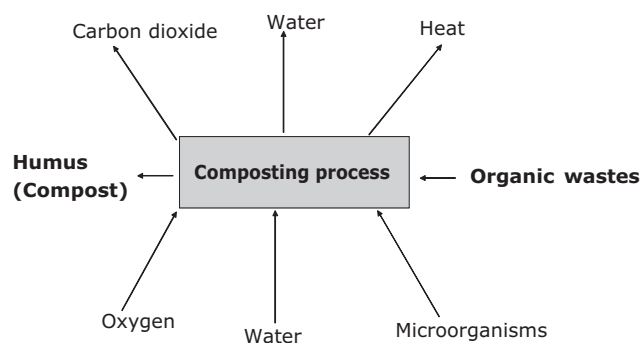 Carbon dioxide
Water
Heat
Humus
(Compost)
Composting process
Organic wastes
Oxygen
Water
Microorganisms